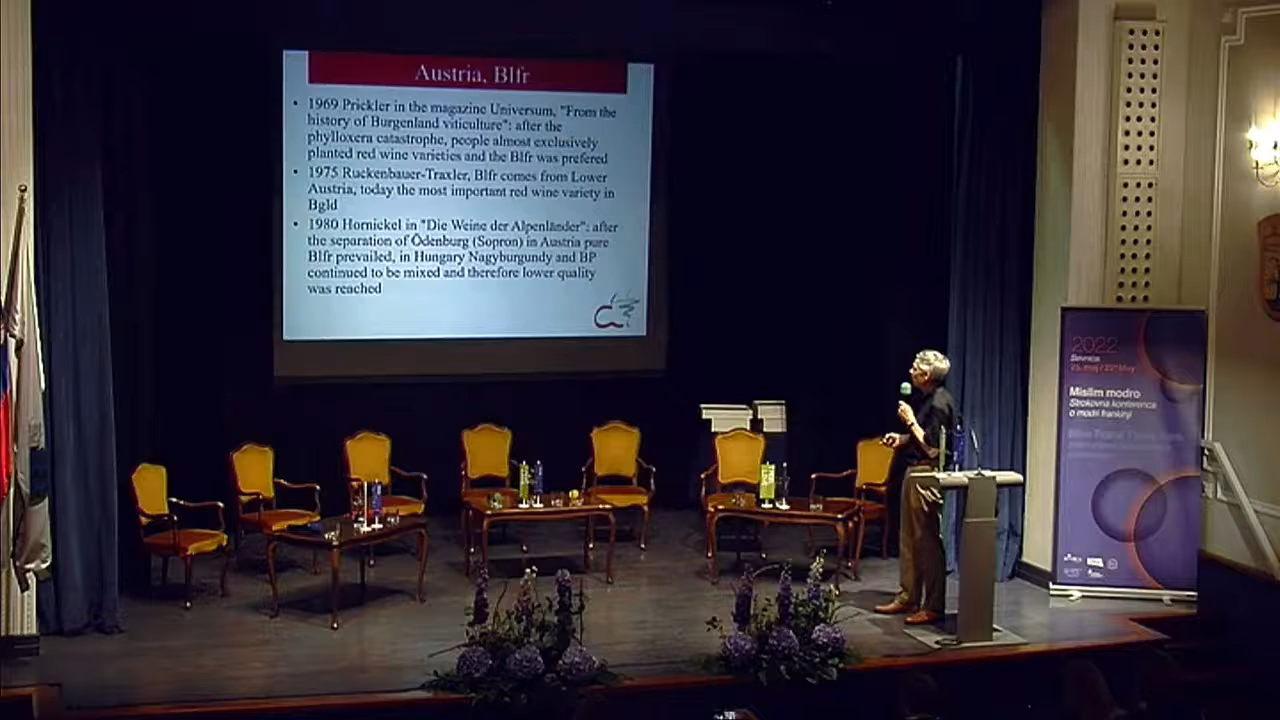 Austria, Blfr
• 1969 Prickler in the magazine Universum, "From the
history of Burgenland viticulture": after the
phylloxera catastrophe, people almost exclusively
planted red wine varieties and the Blfr was prefered
• 1975 Ruckenbauer-Traxler, Blfr comes from Lower
Austria, today the most important red wine variety in
Bgld
• 1980 Hornickel in "Die Weine der Alpenländer": after
the separation of Ödenburg (Sopron) in Austria pure
Blfr prevailed, in Hungary Nagyburgundy and BP
continued to be mixed and therefore lower quality
was reached
2022
Sevnica
Mislim modro
Strokovna konferenca
o modri frankinji